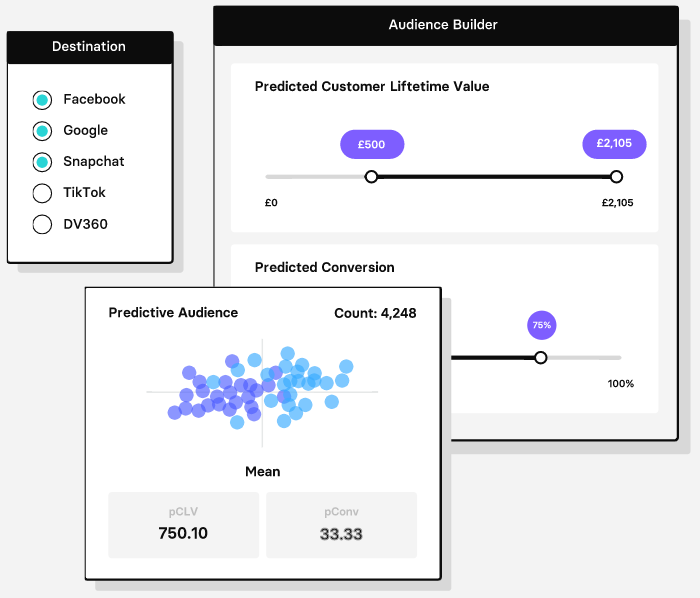 Destination
Facebook
Google
Snapchat
TikTok
DV360
Audience Builder
Predicted Customer Liftetime Value
£500
£2,105
£0
£2,105
Predicted Conversion
75%
100%
Predictive Audience
Count: 4,248
Mean
pCLV
750.10
pConv
33.33